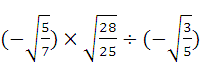 (−√(5/7)) × √(28/25) ÷ (−√(3/5))